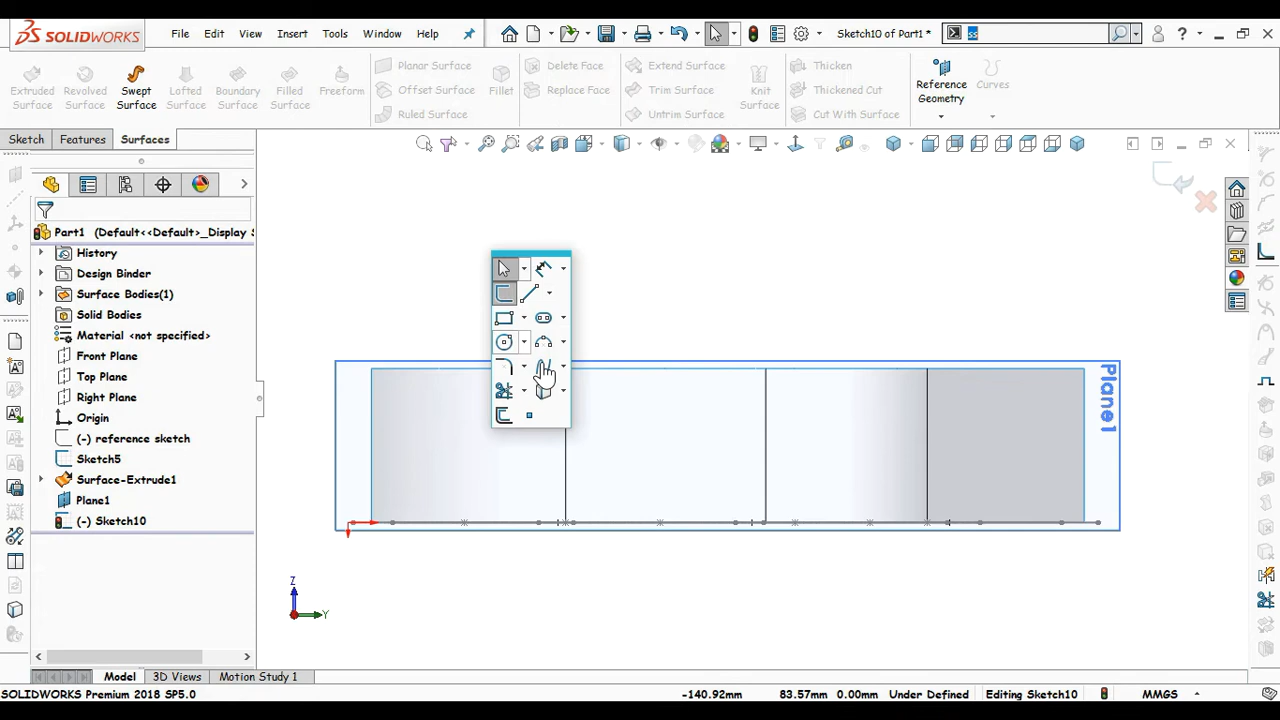 SOLIDWORKS
File Edit View Insert Tools Window Help
Sketch10 of Part1 *
ss
Extruded Surface
Revolved Surface
Swept Surface
Lofted Surface
Boundary Surface
Surface
Freeform
Planar Surface
Offset Surface
Ruled Surface
Fillet
Delete Face
Replace Face
Extend Surface
Trim Surface
Untrim Surface
Knit Surface
Thicken
Thickened Cut
Cut With Surface
Reference Geometry
Curves
Sketch Features Surfaces
Part1 (Default<<Default>_Display S
History
Design Binder
Surface Bodies(1)
Solid Bodies
Material <not specified>
Front Plane
Top Plane
Right Plane
Origin
(-) reference sketch
Sketch5
Surface-Extrude1
Plane1
(-) Sketch10
Plane1
Z
Y
Model 3D Views Motion Study 1
SOLIDWORKS Premium 2018 SP5.0
-140.92mm 83.57mm 0.00mm Under Defined Editing Sketch10 MMGS